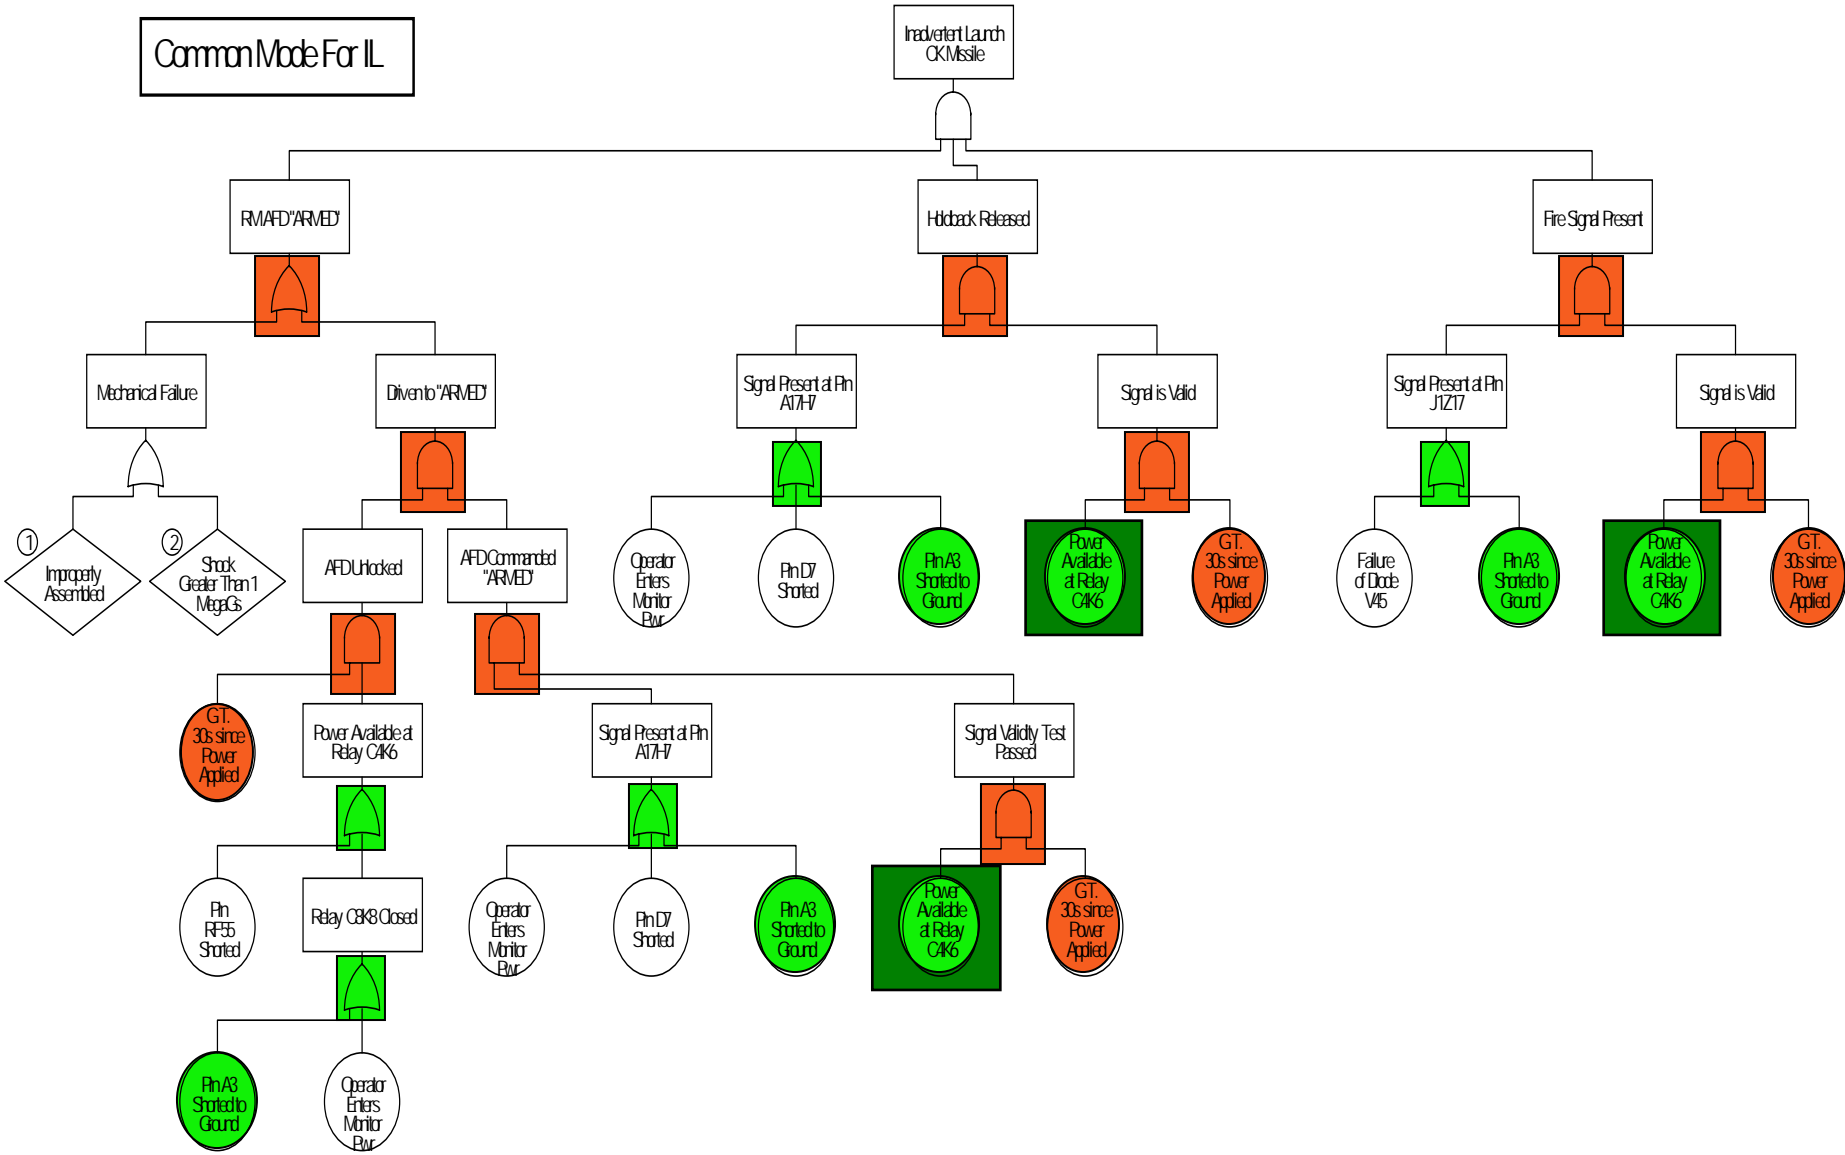 Common Mode For IL
Inadvertent Launch
CK Missile
RM AFD "ARMED"
Holdback Released
Fire Signal Present
Mechanical Failure
Driven to "ARMED"
Signal Present at Pin
A17H7
Signal is Valid
Signal Present at Pin
J1Z17
Signal is Valid
1
Improperly
Assembled
2
Shock
Greater Than 1
MegaGs
AFD Unlocked
AFD Commanded
"ARMED"
Operator
Enters
Monitor
Pwr
Pin D7
Shorted
Pin A3
Shorted to
Ground
Power
Available
at Relay
C4K6
G.T.
30s since
Power
Applied
Failure
of Diode
V45
Pin A3
Shorted to
Ground
Power
Available
at Relay
C4K6
G.T.
30s since
Power
Applied
G.T.
30s since
Power
Applied
Power Available at
Relay C4K6
Signal Present at Pin
A17H7
Signal Validity Test
Passed
Pin
RF55
Shorted
Relay C3K3 Closed
Operator
Enters
Monitor
Pwr
Pin D7
Shorted
Pin A3
Shorted to
Ground
Power
Available
at Relay
C4K6
G.T.
30s since
Power
Applied
Pin A3
Shorted to
Ground
Operator
Enters
Monitor
Pwr